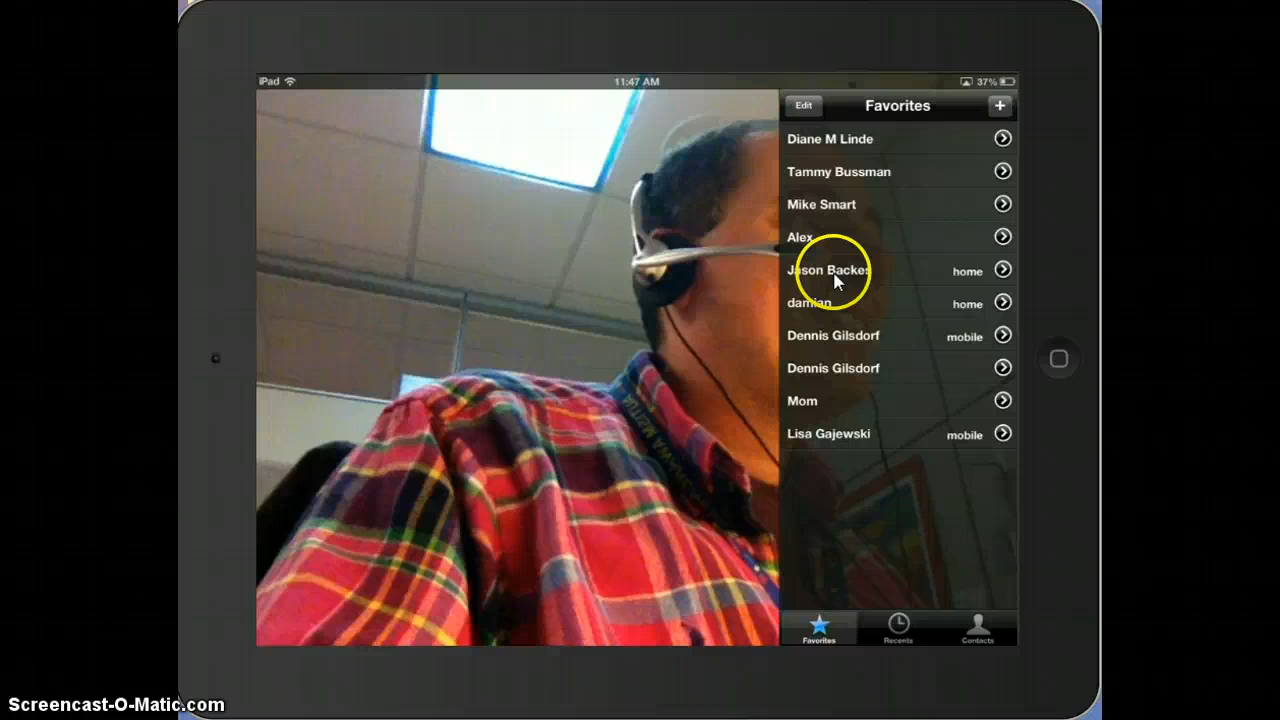 iPad 11:47 AM 37%
Edit Favorites +
Diane M Linde
Tammy Bussman
Mike Smart
Alex
Jason Backes home
damian home
Dennis Gilsdorf mobile
Dennis Gilsdorf
Mom
Lisa Gajewski mobile
Favorites Recents Contacts
Screencast-O-Matic.com